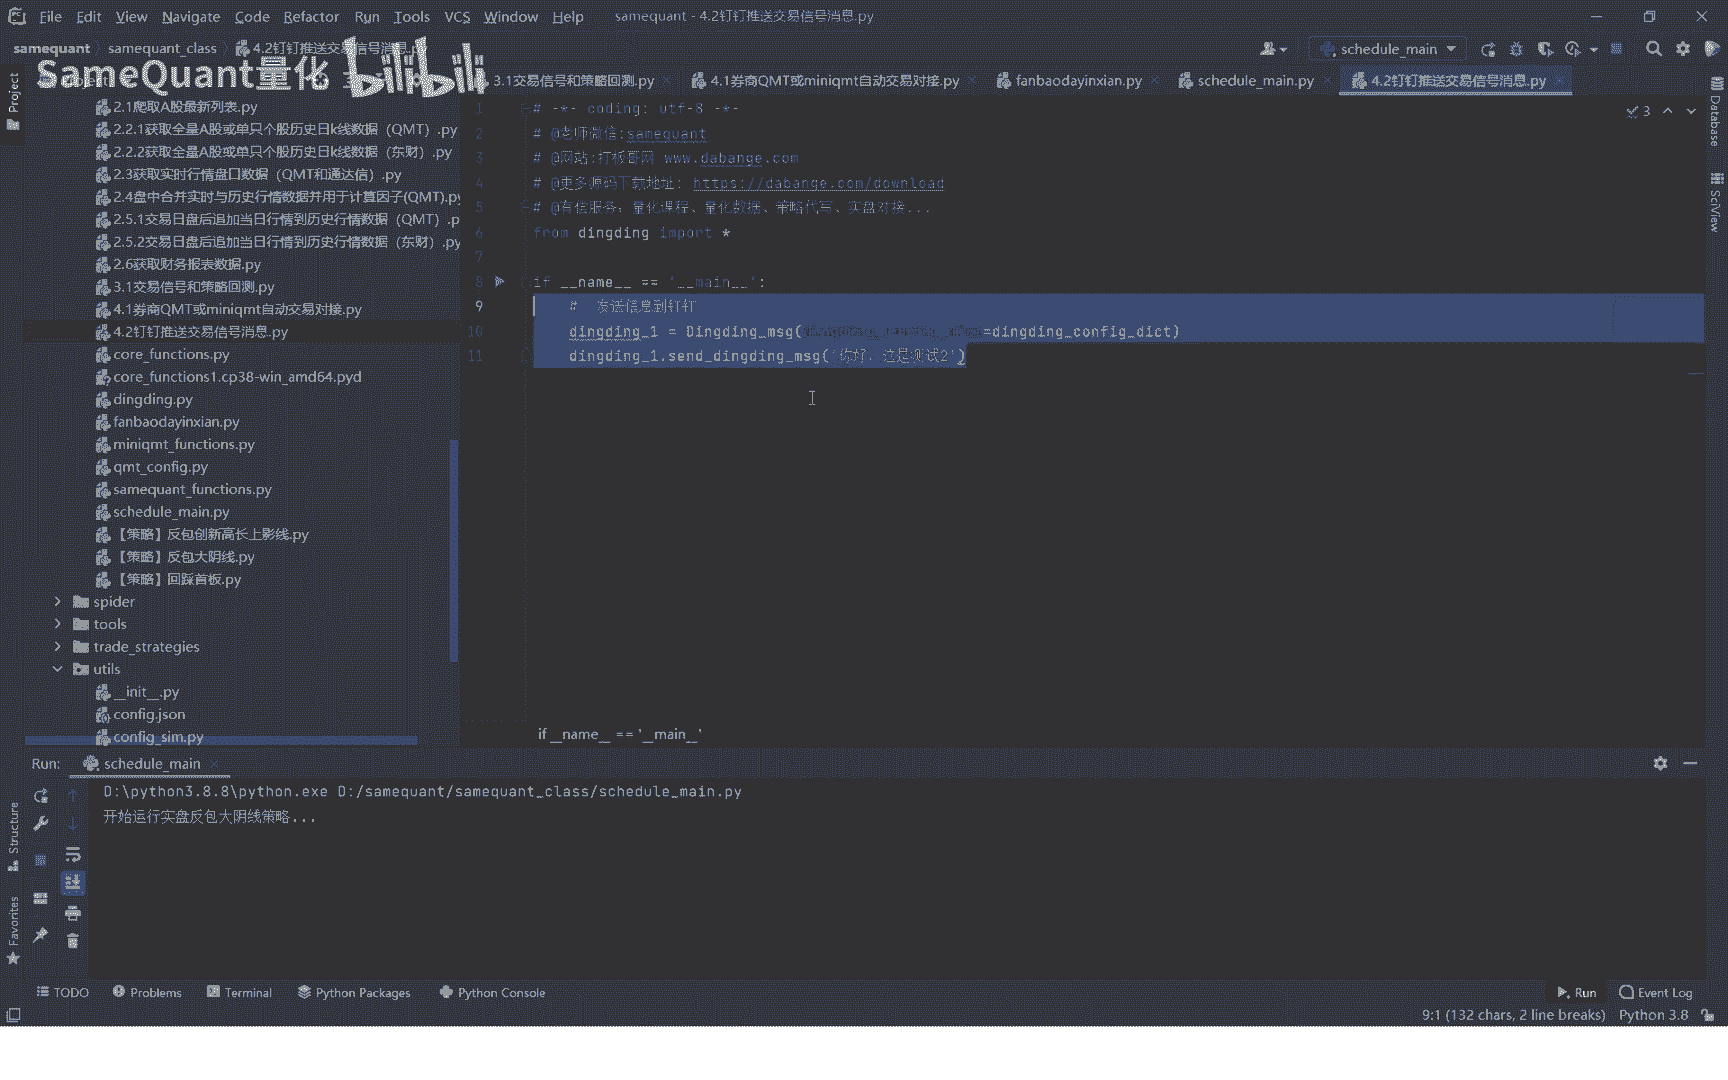 File Edit View Navigate Code Refactor Run Tools VCS Window Help samequant - 4.2钉钉推送交易信号消息.py
samequant samequant_class 4.2钉钉推送交易信号消息.py schedule_main
SameQuant量化 bilibili
3.1交易信号和策略回测.py 4.1券商QMT或miniqmt自动交易对接.py fanbaodayinxian.py schedule_main.py 4.2钉钉推送交易信号消息.py
Project
2.1爬取A股最新列表.py
2.2.1获取全量A股或单只个股历史日k线数据（QMT）.py
2.2.2获取全量A股或单只个股历史日k线数据（东财）.py
2.3获取实时行情盘口数据（QMT和通达信）.py
2.4盘中合并实时与历史行情数据并用于计算因子(QMT).py
2.5.1交易日盘后追加当日行情到历史行情数据（QMT）.p
2.5.2交易日盘后追加当日行情到历史行情数据（东财）.py
2.6获取财务报表数据.py
3.1交易信号和策略回测.py
4.1券商QMT或miniqmt自动交易对接.py
4.2钉钉推送交易信号消息.py
core_functions.py
core_functions1.cp38-win_amd64.pyd
dingding.py
fanbaodayinxian.py
miniqmt_functions.py
qmt_config.py
samequant_functions.py
schedule_main.py
【策略】反包创新高长上影线.py
【策略】反包大阴线.py
【策略】回踩首板.py
spider
tools
trade_strategies
utils
__init__.py
config.json
config_sim.py
1 # -*- coding: utf-8 -*-
2 # @老师微信:samequant
3 # @网站:打板哥网 www.dabange.com
4 # @更多源码下载地址: https://dabange.com/download
5 # @有偿服务: 量化课程、量化数据、策略代写、实盘对接...
6 from dingding import *
7
8 if __name__ == '__main__':
9 # 发送信息到钉钉
10 dingding_1 = Dingding_msg(=dingding_config_dict)
11 dingding_1.send_dingding_msg('你好，这是测试2')
3
Database
SciView
if __name__ == '__main__'
Run: schedule_main
D:\python3.8.8\python.exe D:/samequant/samequant_class/schedule_main.py
开始运行实盘反包大阴线策略...
Structure
Favorites
TODO Problems Terminal Python Packages Python Console Run Event Log
9:1 (132 chars, 2 line breaks) Python 3.8